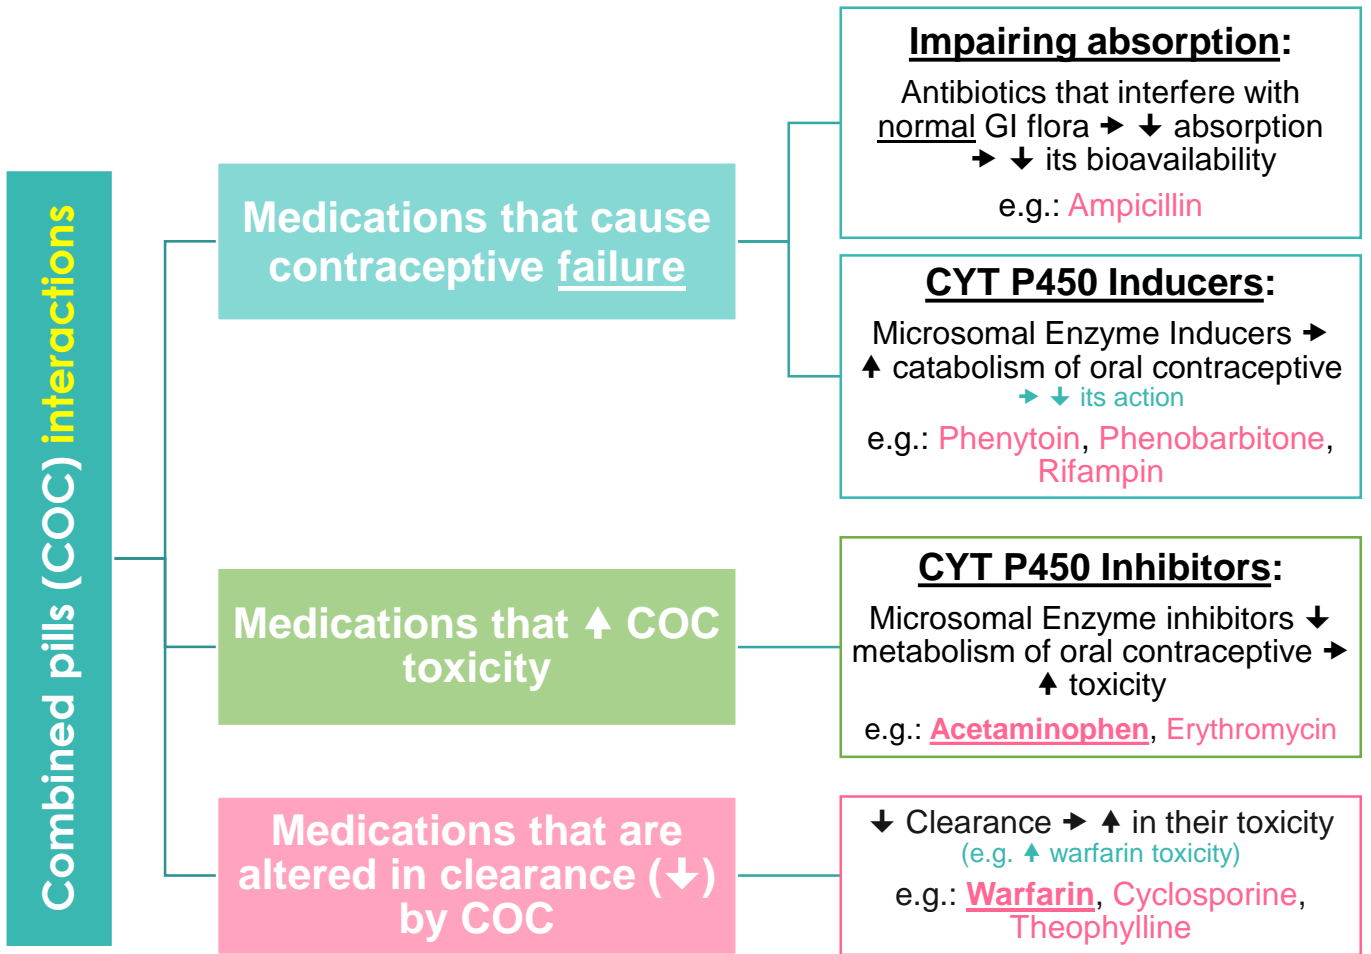 Combined pills (COC) interactions
Medications that cause
contraceptive failure
Impairing absorption:
Antibiotics that interfere with
normal GI flora 🡪 🡫 absorption
🡪 🡫 its bioavailability
e.g.: Ampicillin
CYT P450 Inducers:
Microsomal Enzyme Inducers 🡪
🡩 catabolism of oral contraceptive
🡪 🡫 its action
e.g.: Phenytoin, Phenobarbitone,
Rifampin
Medications that 🡩 COC
toxicity
CYT P450 Inhibitors:
Microsomal Enzyme inhibitors 🡫
metabolism of oral contraceptive 🡪
🡩 toxicity
e.g.: Acetaminophen, Erythromycin
Medications that are
altered in clearance (🡫)
by COC
🡫 Clearance 🡪 🡩 in their toxicity
(e.g. 🡩 warfarin toxicity)
e.g.: Warfarin, Cyclosporine,
Theophylline